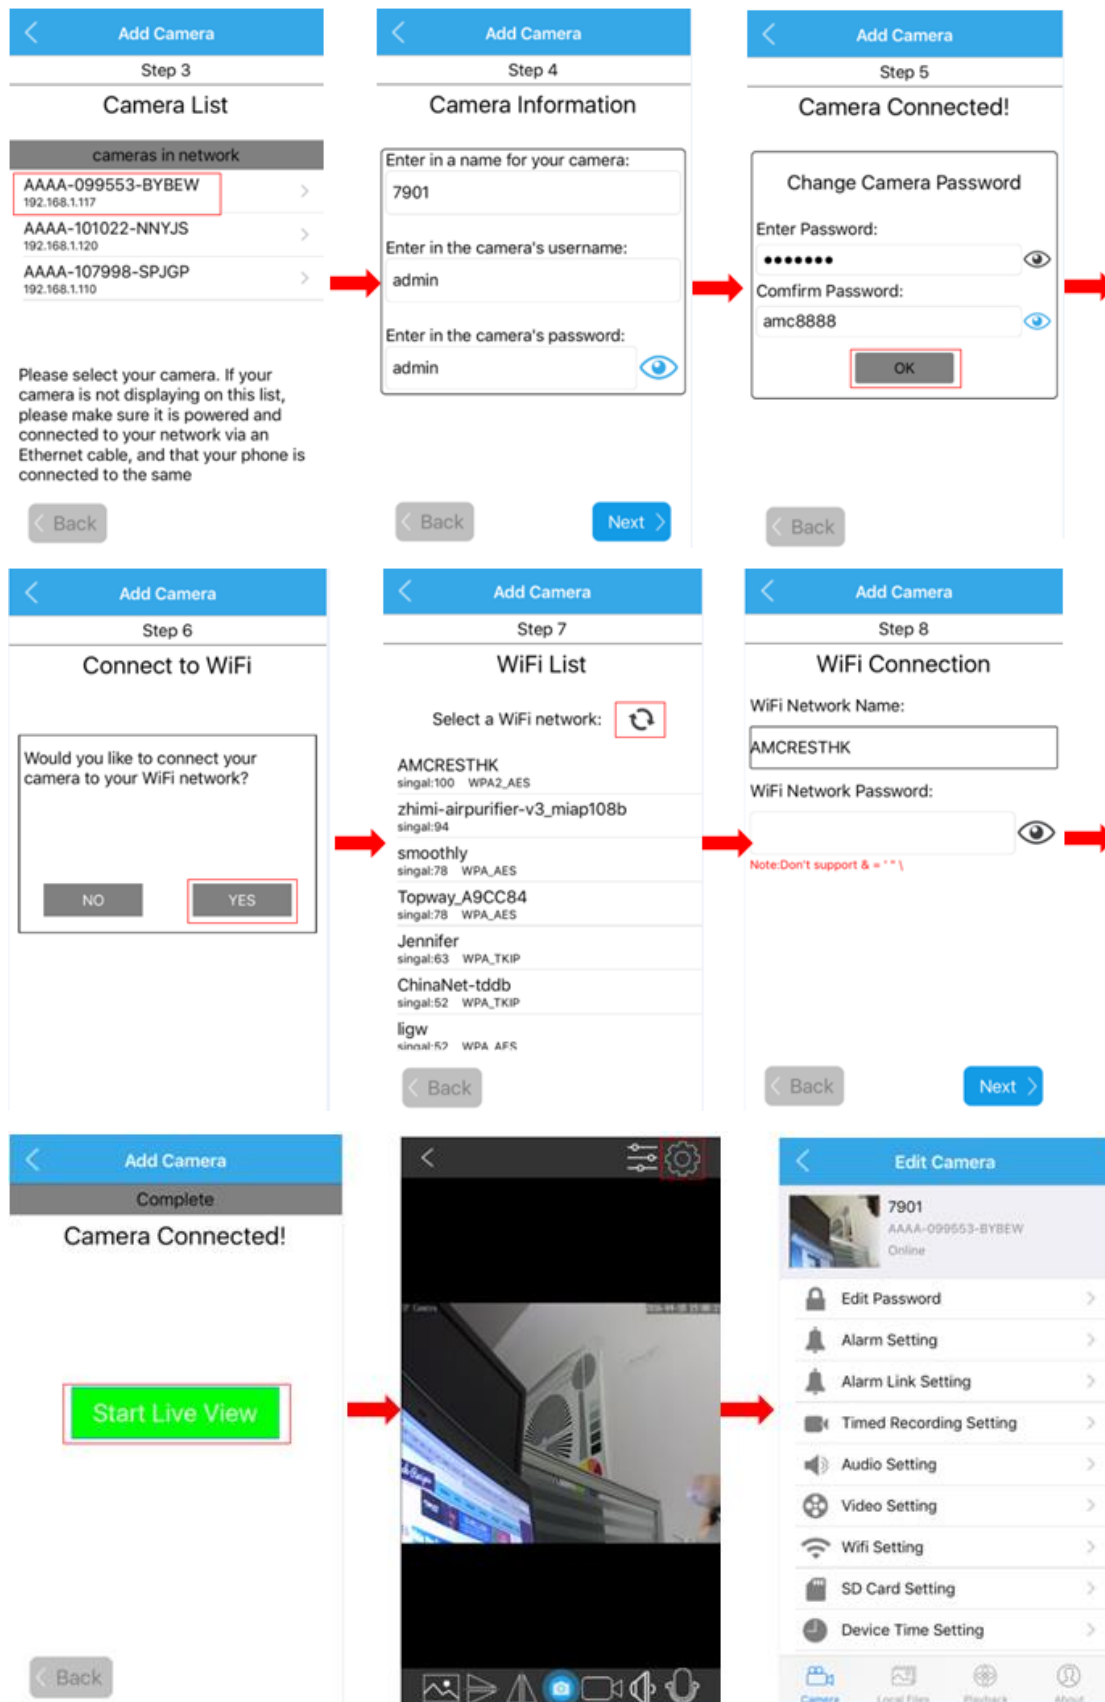 Add Camera
Step 3
Camera List
cameras in network
AAAA-099553-BYBEW
192.168.1.117
AAAA-101022-NNYJS
192.168.1.120
AAAA-107998-SPJGP
192.168.1.110
Please select your camera. If your
camera is not displaying on this list,
please make sure it is powered and
connected to your network via an
Ethernet cable, and that your phone is
connected to the same
Back
Add Camera
Step 4
Camera Information
Enter in a name for your camera:
7901
Enter in the camera's username:
admin
Enter in the camera's password:
admin
Back
Next
Add Camera
Step 5
Camera Connected!
Change Camera Password
Enter Password:
•••••••
Comfirm Password:
amc8888
OK
Back
Add Camera
Step 6
Connect to WiFi
Would you like to connect your
camera to your WiFi network?
NO
YES
Add Camera
Step 7
WiFi List
Select a WiFi network:
AMCRESTHK
singal:100 WPA2_AES
zhimi-airpurifier-v3_miap108b
singal:94
smoothly
singal:78 WPA_AES
Topway_A9CC84
singal:78 WPA_AES
Jennifer
singal:63 WPA_TKIP
ChinaNet-tddb
singal:52 WPA_TKIP
ligw
singal:52 WPA_AES
Back
Add Camera
Step 8
WiFi Connection
WiFi Network Name:
AMCRESTHK
WiFi Network Password:
Note:Don't support & = ' " \
Back
Next
Add Camera
Complete
Camera Connected!
Start Live View
Back
IP Camera
Edit Camera
7901
AAAA-099553-BYBEW
Online
Edit Password
Alarm Setting
Alarm Link Setting
Timed Recording Setting
Audio Setting
Video Setting
Wifi Setting
SD Card Setting
Device Time Setting
Camera
Local Files
Playback
About